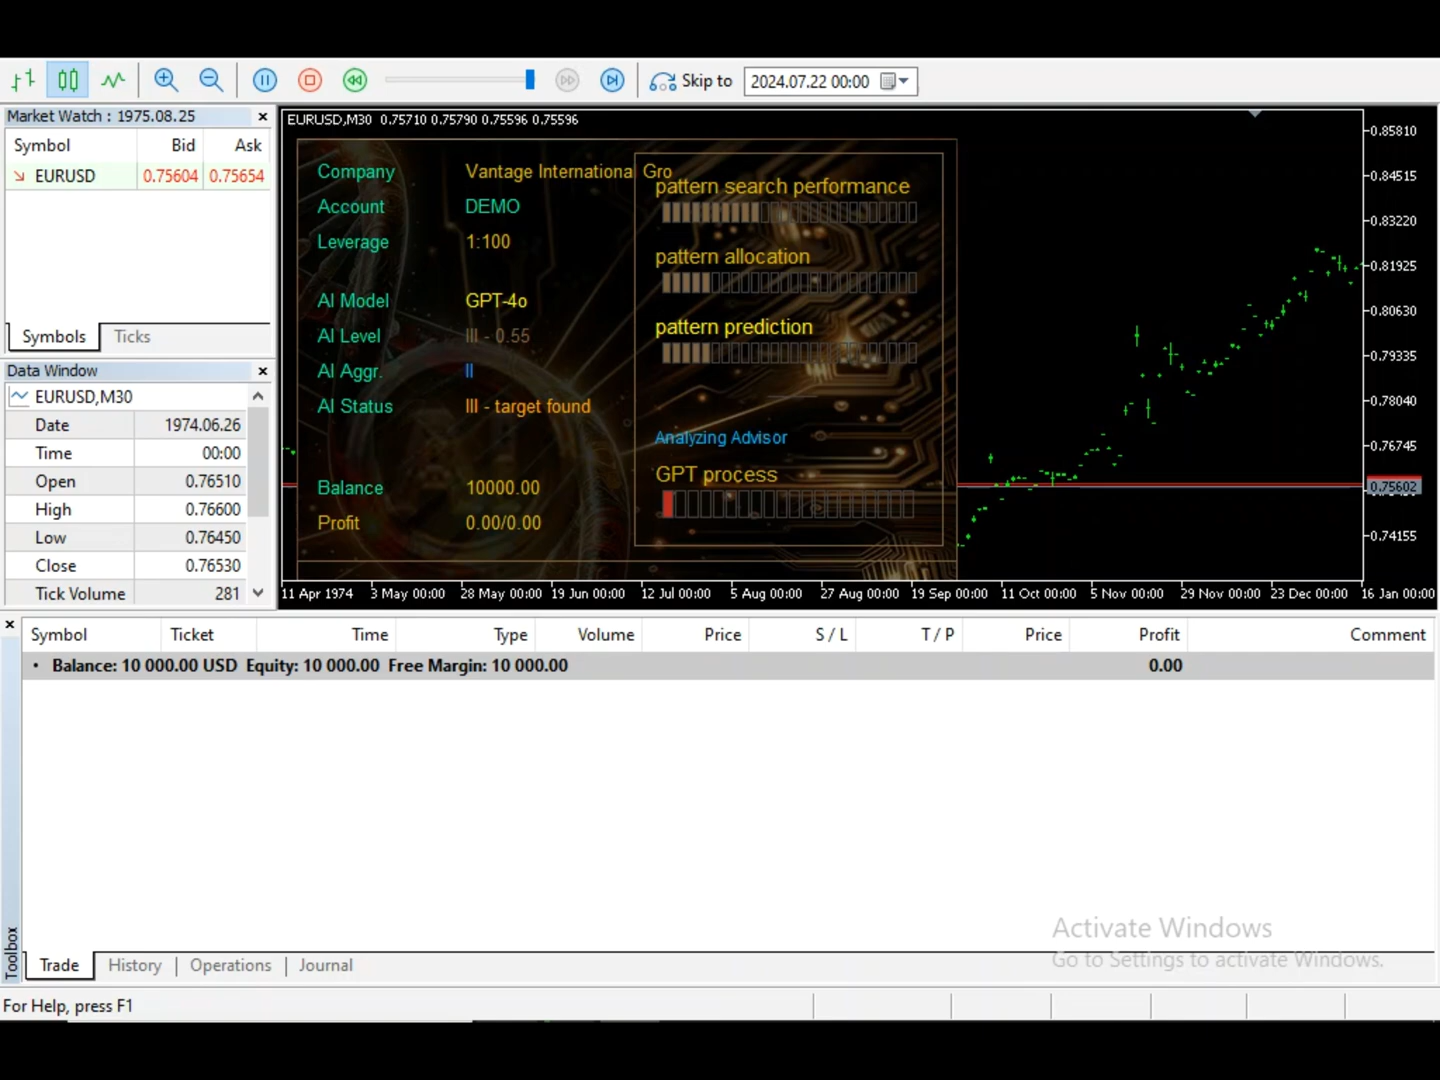 Skip to 2024.07.22 00:00
Market Watch : 1975.08.25
Symbol Bid Ask
EURUSD 0.75604 0.75654
Symbols Ticks
Data Window
EURUSD,M30
Date 1974.06.26
Time 00:00
Open 0.76510
High 0.76600
Low 0.76450
Close 0.76530
Tick Volume 281
EURUSD,M30 0.75710 0.75790 0.75596 0.75596
Company Vantage International Gro
Account DEMO
Leverage 1:100
AI Model GPT-4o
AI Level III - 0.55
AI Aggr. II
AI Status III - target found
Balance 10000.00
Profit 0.00/0.00
pattern search performance
pattern allocation
pattern prediction
Analyzing Advisor
GPT process
0.85810
0.84515
0.83220
0.81925
0.80630
0.79335
0.78040
0.76745
0.75602
0.74155
11 Apr 1974 3 May 00:00 28 May 00:00 19 Jun 00:00 12 Jul 00:00 5 Aug 00:00 27 Aug 00:00 19 Sep 00:00 11 Oct 00:00 5 Nov 00:00 29 Nov 00:00 23 Dec 00:00 16 Jan 00:00
Symbol Ticket Time Type Volume Price S / L T / P Price Profit Comment
• Balance: 10 000.00 USD Equity: 10 000.00 Free Margin: 10 000.00 0.00
Activate Windows
Go to Settings to activate Windows.
Toolbox
Trade History Operations Journal
For Help, press F1